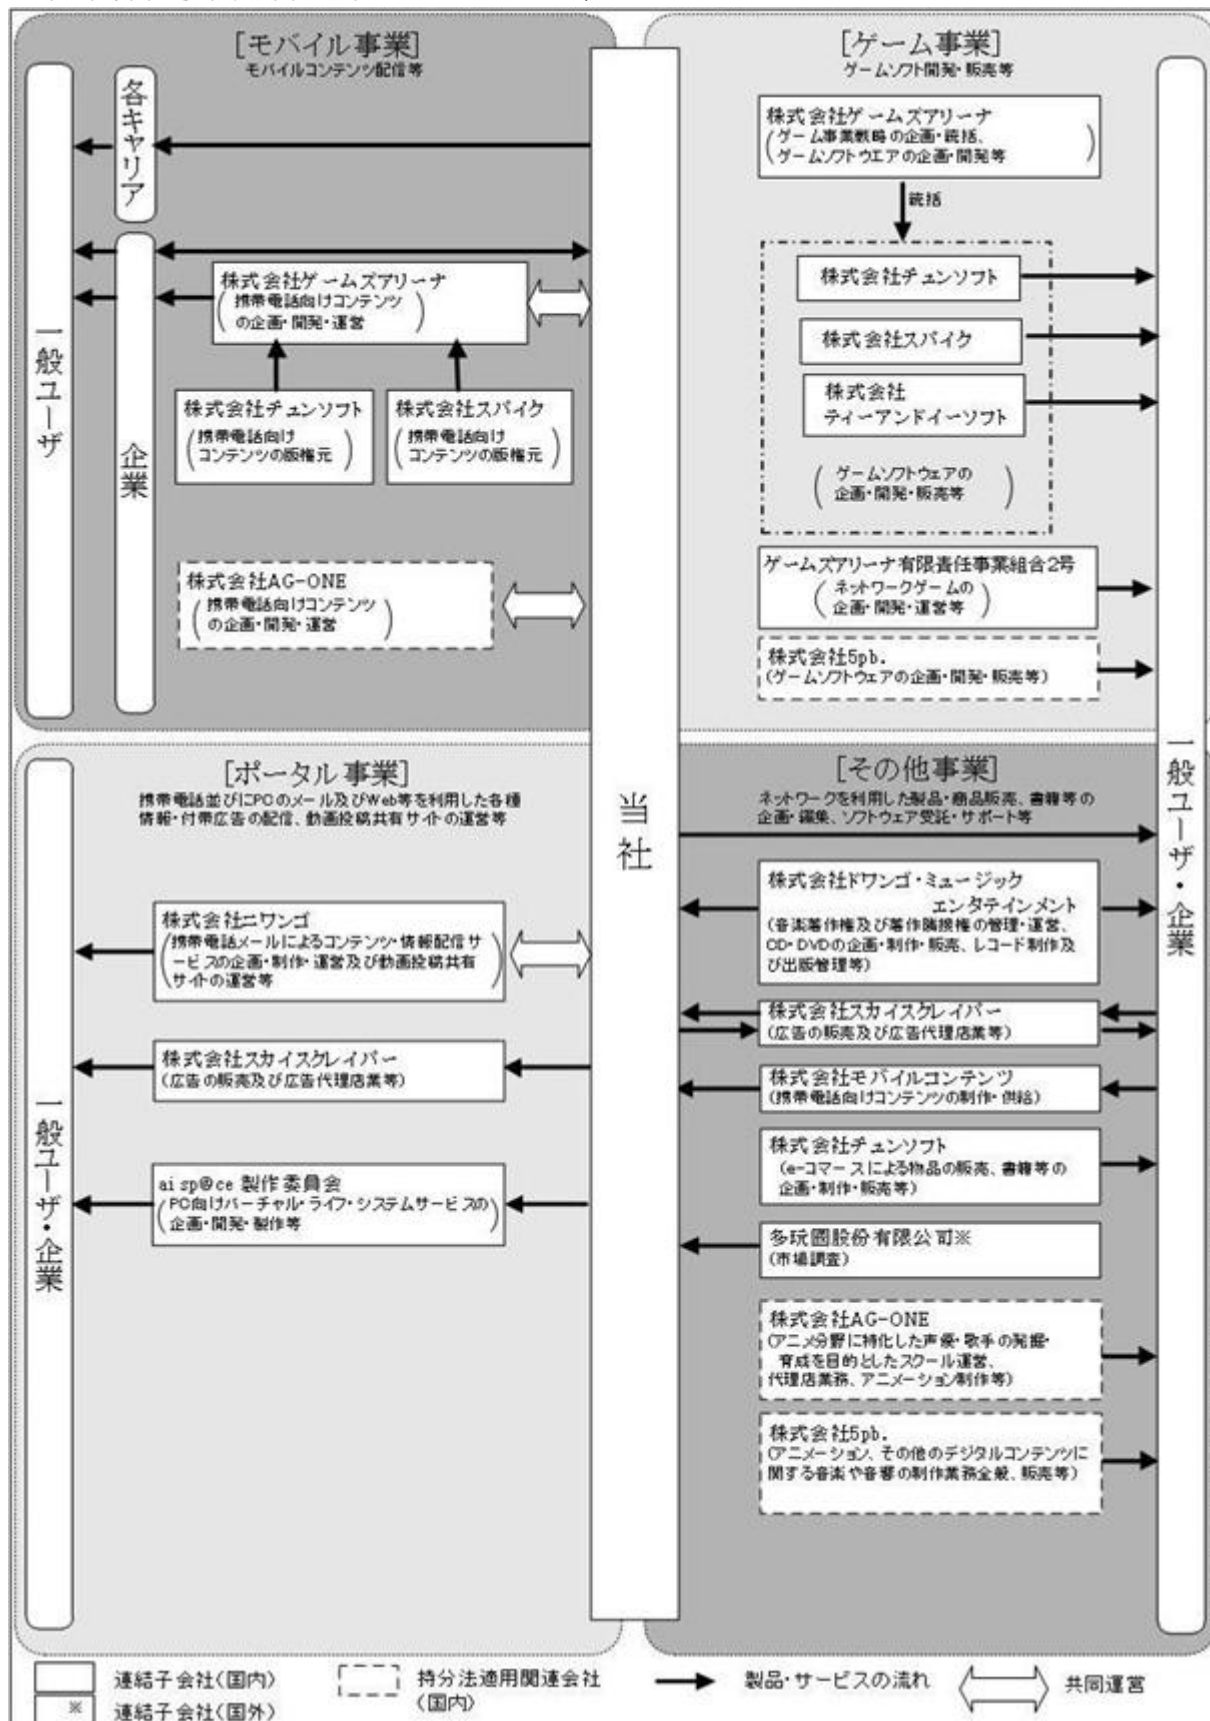 [モバイル事業]
モバイルコンテンツ配信等
各キャリア
一般ユーザ
企業
株式会社ゲームズアリーナ
(携帯電話向けコンテンツ
の企画・開発・運営)
株式会社チュンソフト
(携帯電話向け
コンテンツの版権元)
株式会社スパイク
(携帯電話向け
コンテンツの版権元)
株式会社AG-ONE
(携帯電話向けコンテンツ
の企画・開発・運営)
[ゲーム事業]
ゲームソフト開発・販売等
株式会社ゲームズアリーナ
(ゲーム事業戦略の企画・統括、
ゲームソフトウエアの企画・開発等)
統括
株式会社チュンソフト
株式会社スパイク
株式会社
ティーアンドイーソフト
(ゲームソフトウェアの
企画・開発・販売等)
ゲームズアリーナ有限責任事業組合2号
(ネットワークゲームの
企画・開発・運営等)
株式会社5pb.
(ゲームソフトウェアの企画・開発・販売等)
一般ユーザ・企業
当社
[ポータル事業]
携帯電話並びにPCのメール及びWeb等を利用した各種
情報・付帯広告の配信、動画投稿共有サイトの運営等
一般ユーザ・企業
株式会社ニワンゴ
(携帯電話メールによるコンテンツ・情報配信サ
ービスの企画・制作・運営及び動画投稿共有
サイトの運営等)
株式会社スカイスクレイパー
(広告の販売及び広告代理店業等)
ai sp@ce 製作委員会
(PC向けバーチャル・ライフ・システムサービスの
企画・開発・製作等)
[その他事業]
ネットワークを利用した製品・商品販売、書籍等の
企画・編集、ソフトウェア受託・サポート等
株式会社ドワンゴ・ミュージック
エンタテインメント
(音楽著作権及び著作隣接権の管理・運営、
CD・DVDの企画・制作・販売、レコード制作及
び出版管理等)
株式会社スカイスクレイパー
(広告の販売及び広告代理店業等)
株式会社モバイルコンテンツ
(携帯電話向けコンテンツの制作・供給)
株式会社チュンソフト
(e-コマースによる物品の販売、書籍等の
企画・制作・販売等)
多玩國股份有限公司※
(市場調査)
株式会社AG-ONE
(アニメ分野に特化した声優・歌手の発掘・
育成を目的としたスクール運営、
代理店業務、アニメーション制作等)
株式会社5pb.
(アニメーション、その他のデジタルコンテンツに
関する音楽や音響の制作業務全般、販売等)
連結子会社(国内)
※ 連結子会社(国外)
持分法適用関連会社
(国内)
製品・サービスの流れ
共同運営